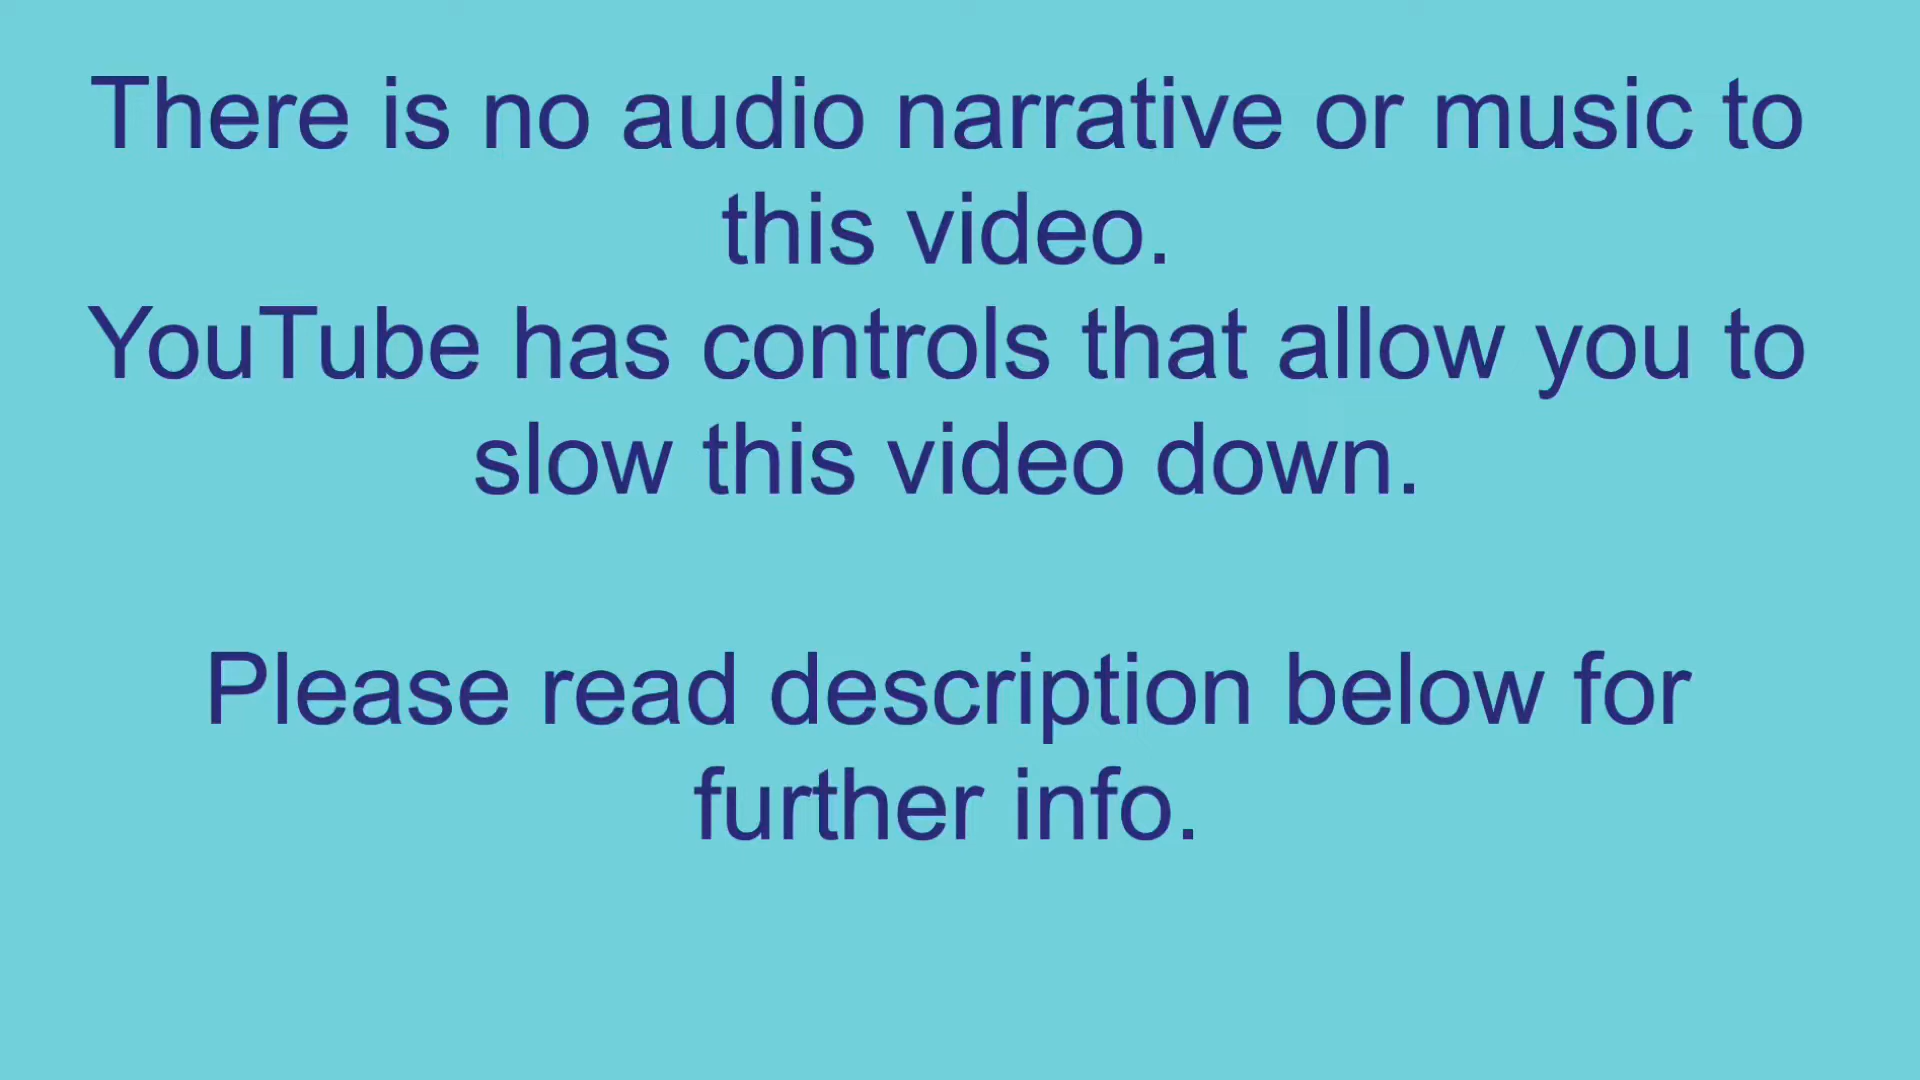 There is no audio narrative or music to
this video.
YouTube has controls that allow you to
slow this video down.
Please read description below for
further info.